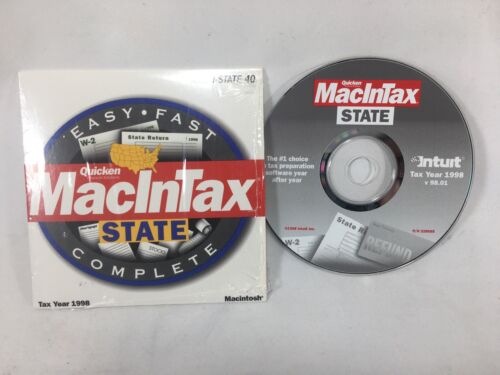 I-STATE 40
EASY • FAST
W-2
State Return 1998
Quicken
MacInTax
STATE
COMPLETE
Tax Year 1998
Macintosh
Quicken
MacInTax
STATE
The #1 choice
tax preparation
software year
after year
Intuit
Tax Year 1998
v 98.01
W-2
REFUND